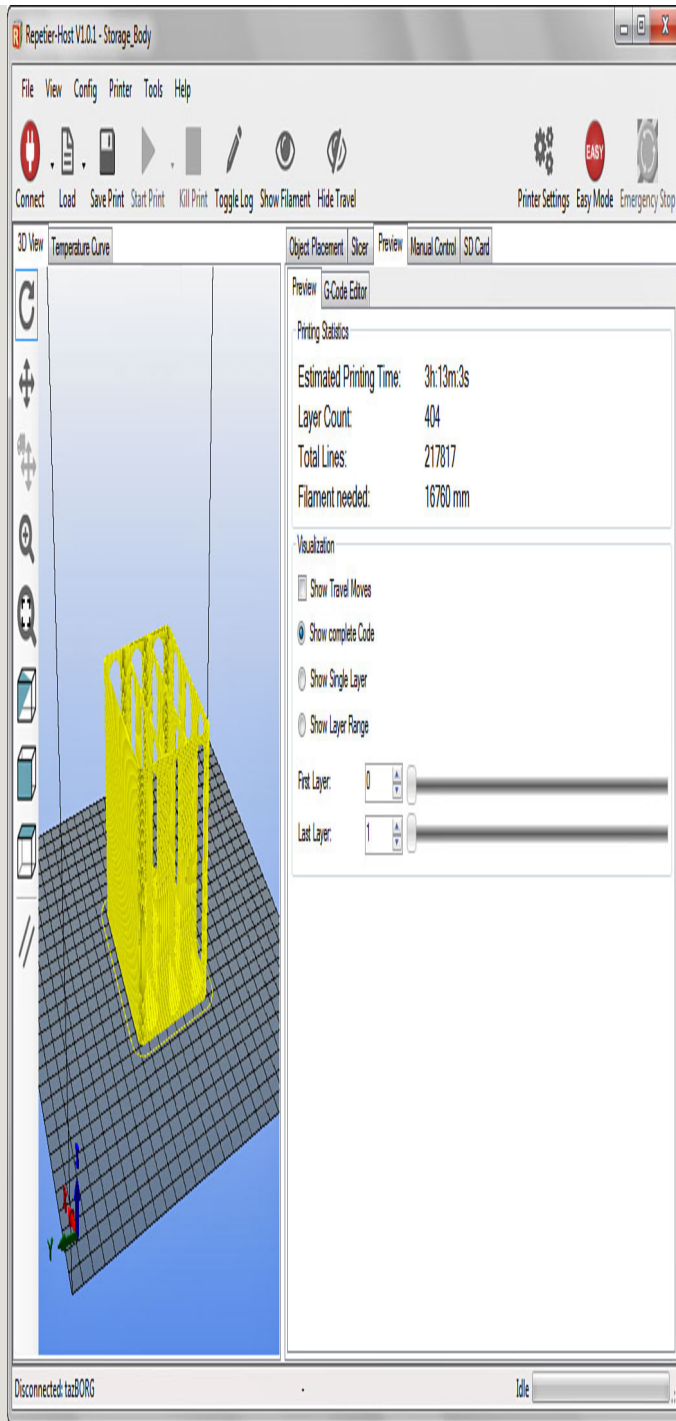 Repetier-Host V1.0.1 - Storage_Body
File View Config Printer Tools Help
EASY
Connect Load Save Print Start Print Kill Print Toggle Log Show Filament Hide Travel Printer Settings Easy Mode Emergency Stop
3D View Temperature Curve Object Placement Slicer Preview Manual Control SD Card
Preview G-Code Editor
Printing Statistics
Estimated Printing Time: 3h:13m:3s
Layer Count: 404
Total Lines: 217817
Filament needed: 16760 mm
Visualization
Show Travel Moves
Show complete Code
Show Single Layer
Show Layer Range
First Layer: 0
Last Layer: 1
Y
Disconnected: tazBORG - Idle